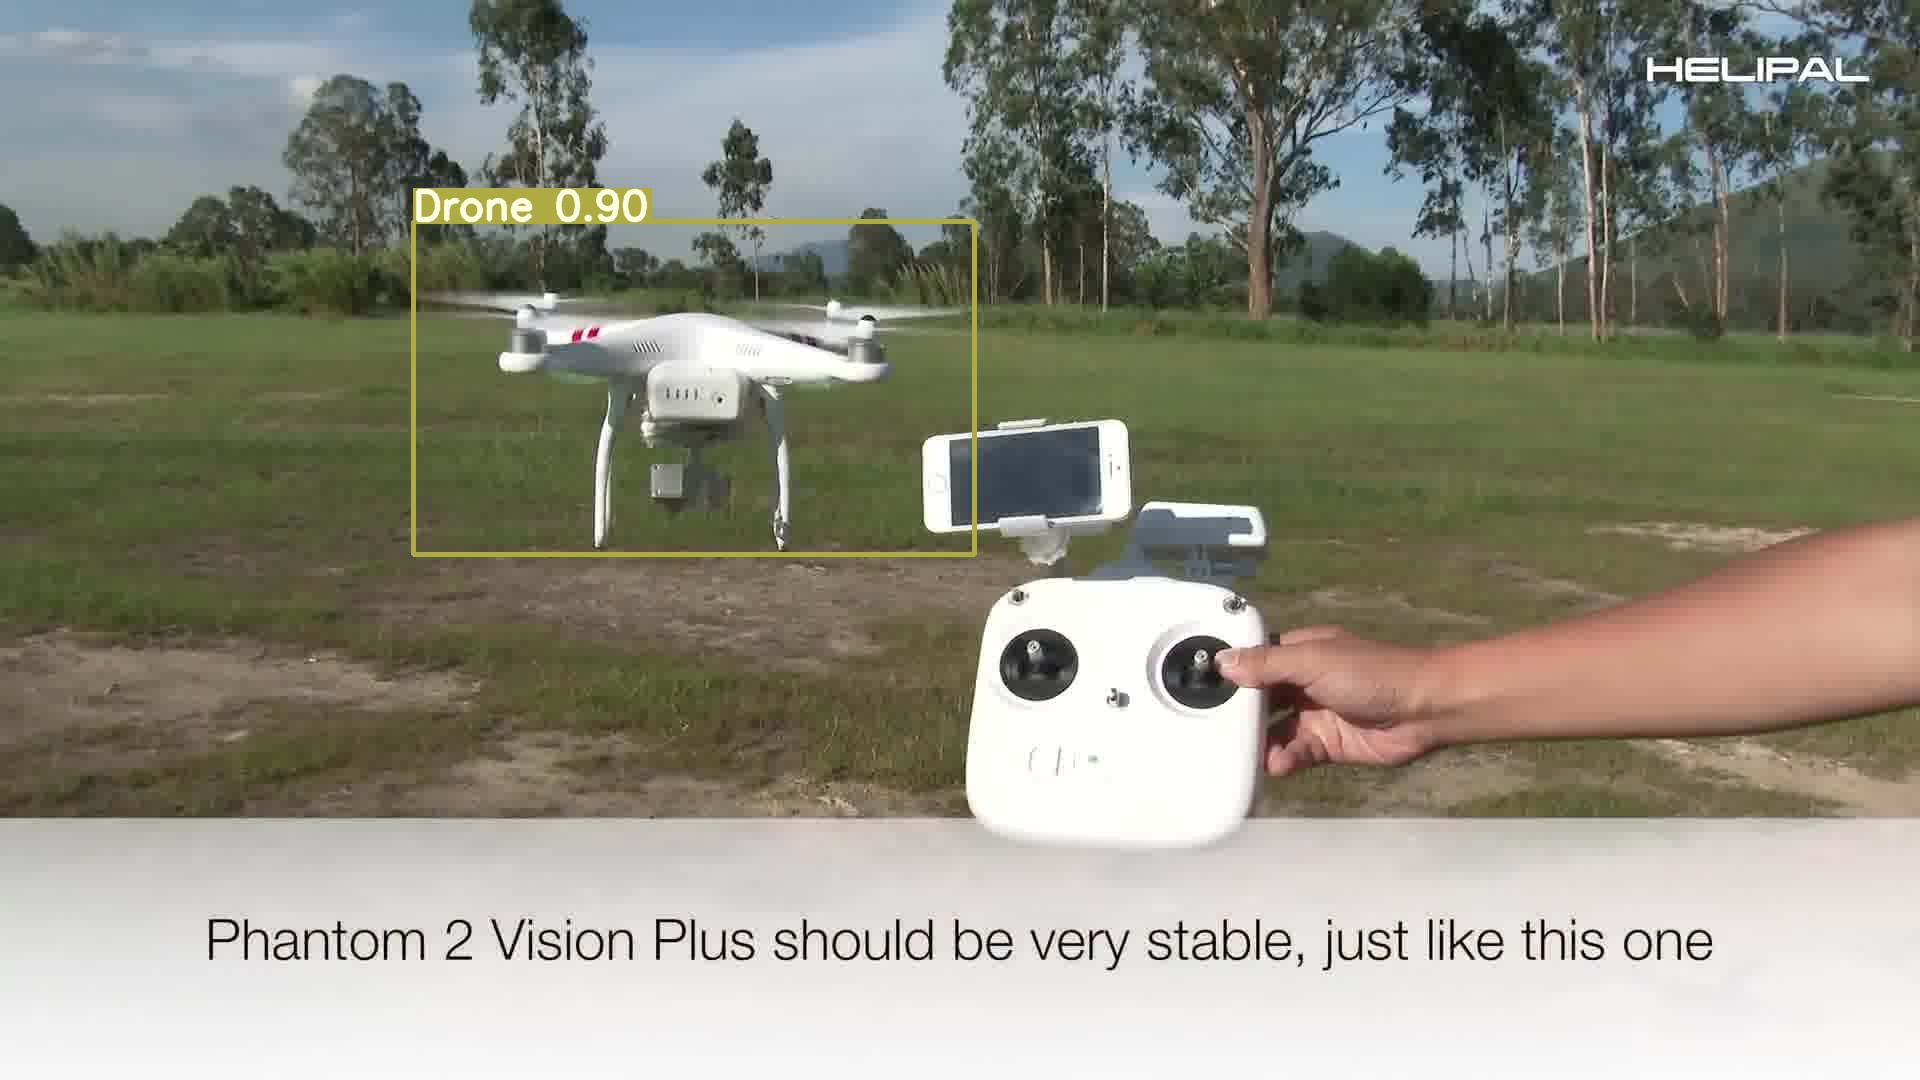 HELIPAL
Drone 0.90
Phantom 2 Vision Plus should be very stable, just like this one